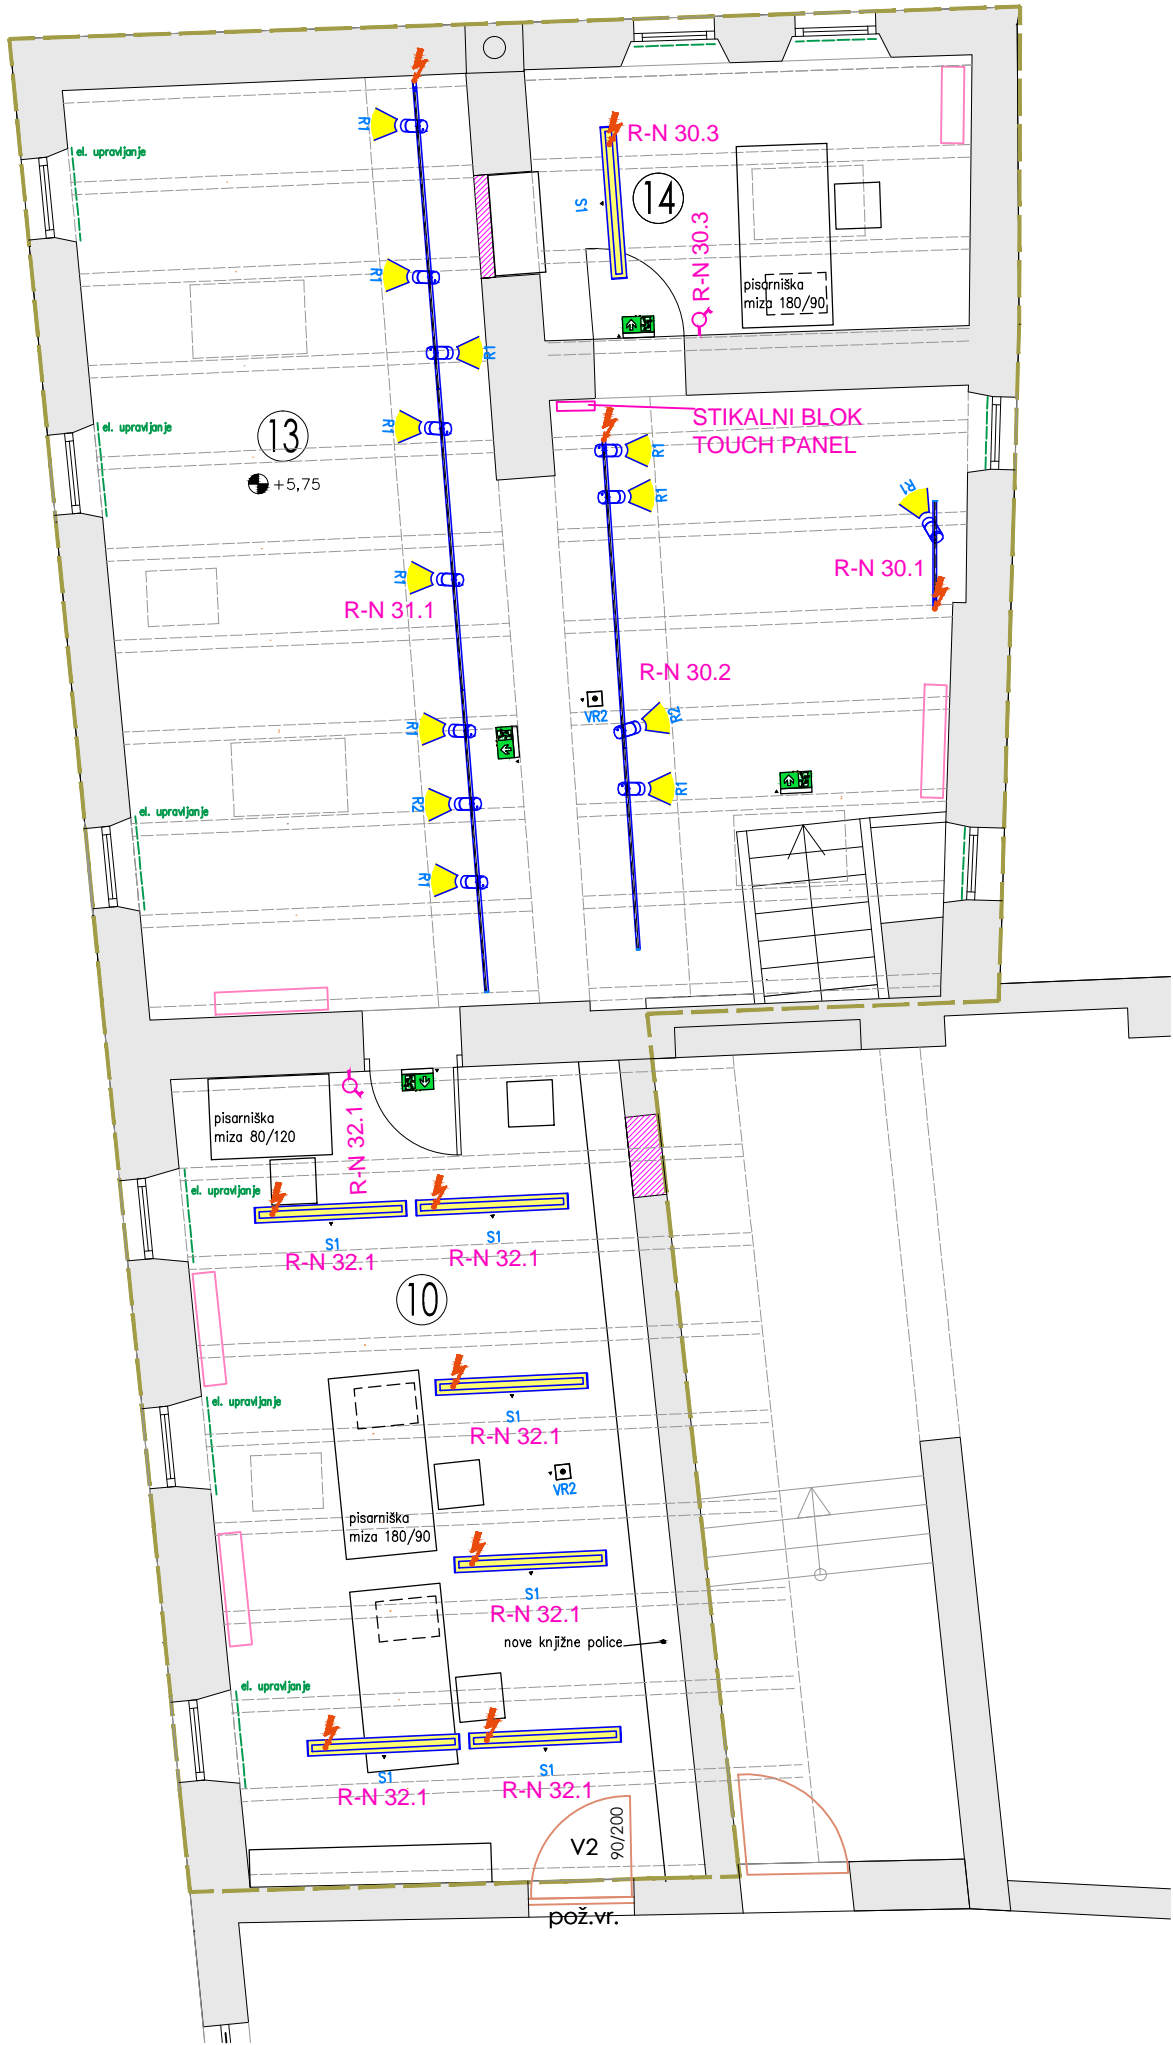 R1
el. upravljanje
R-N 30.3
S1
14
R-N 30.3
R1
pisarniška
miza 180/90
R1
STIKALNI BLOK
TOUCH PANEL
R1
el. upravljanje
13
R1
+5,75
R1
R1
R-N 30.1
R1
R-N 31.1
R-N 30.2
VR2
R2
R1
R1
R2
el. upravljanje
R1
pisarniška
miza 80/120
R-N 32.1
el. upravljanje
S1
S1
R-N 32.1
R-N 32.1
10
el. upravljanje
S1
R-N 32.1
VR2
pisarniška
miza 180/90
S1
R-N 32.1
nove knjižne police
el. upravljanje
S1
S1
R-N 32.1
R-N 32.1
V2
90/200
pož.vr.